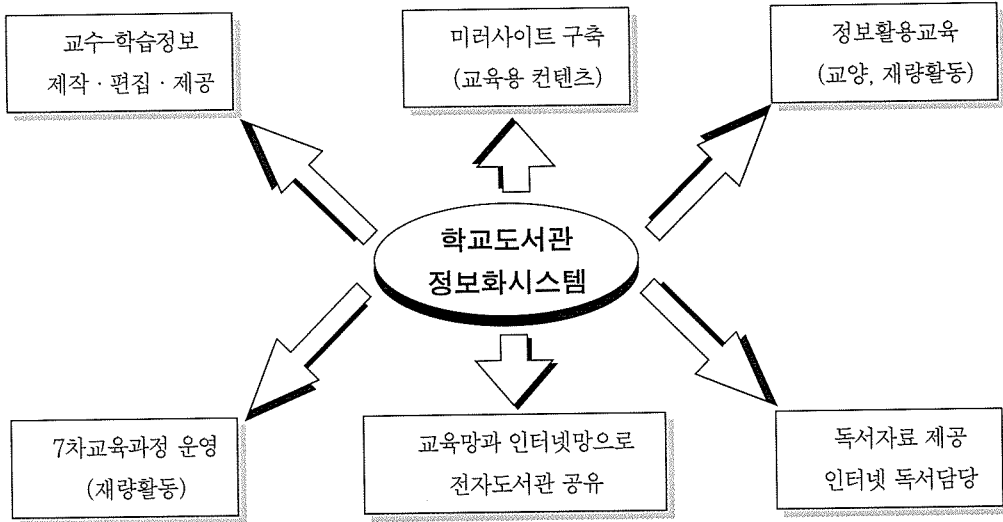 교수-학습정보
제작 · 편집 · 제공
미러사이트 구축
(교육용 컨텐츠)
정보활용교육
(교양, 재량활동)
학교도서관
정보화시스템
7차교육과정 운영
(재량활동)
교육망과 인터넷망으로
전자도서관 공유
독서자료 제공
인터넷 독서담당